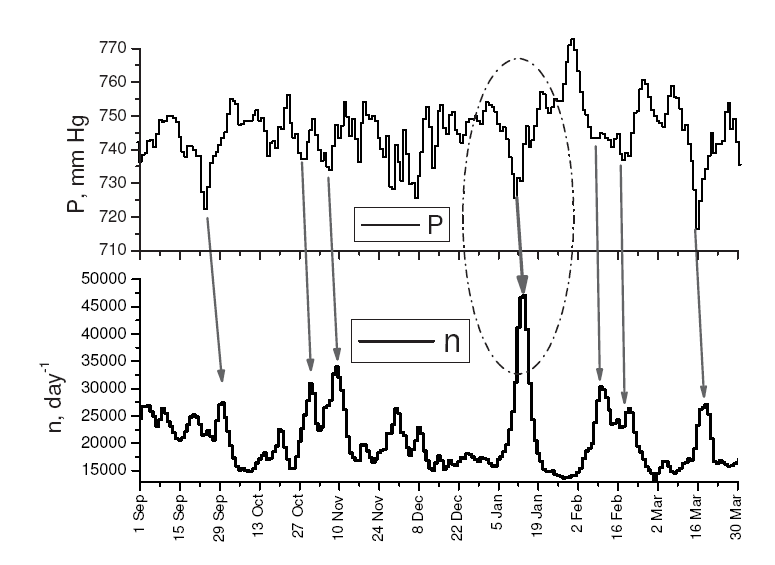 770
760
750
740
730
720
710
P, mm Hg
P
50000
45000
40000
35000
30000
25000
20000
15000
n, day⁻¹
n
1 Sep
15 Sep
29 Sep
13 Oct
27 Oct
10 Nov
24 Nov
8 Dec
22 Dec
5 Jan
19 Jan
2 Feb
16 Feb
2 Mar
16 Mar
30 Mar